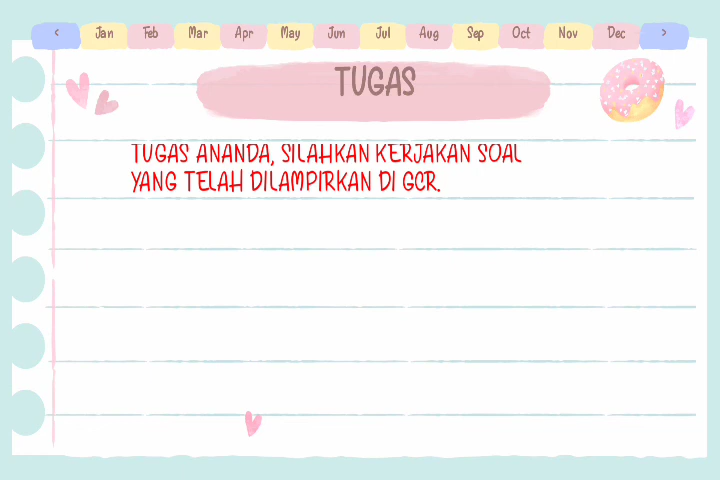 < Jan Feb Mar Apr May Jun Jul Aug Sep Oct Nov Dec >
TUGAS
TUGAS ANANDA, SILAHKAN KERJAKAN SOAL
YANG TELAH DILAMPIRKAN DI GCR.